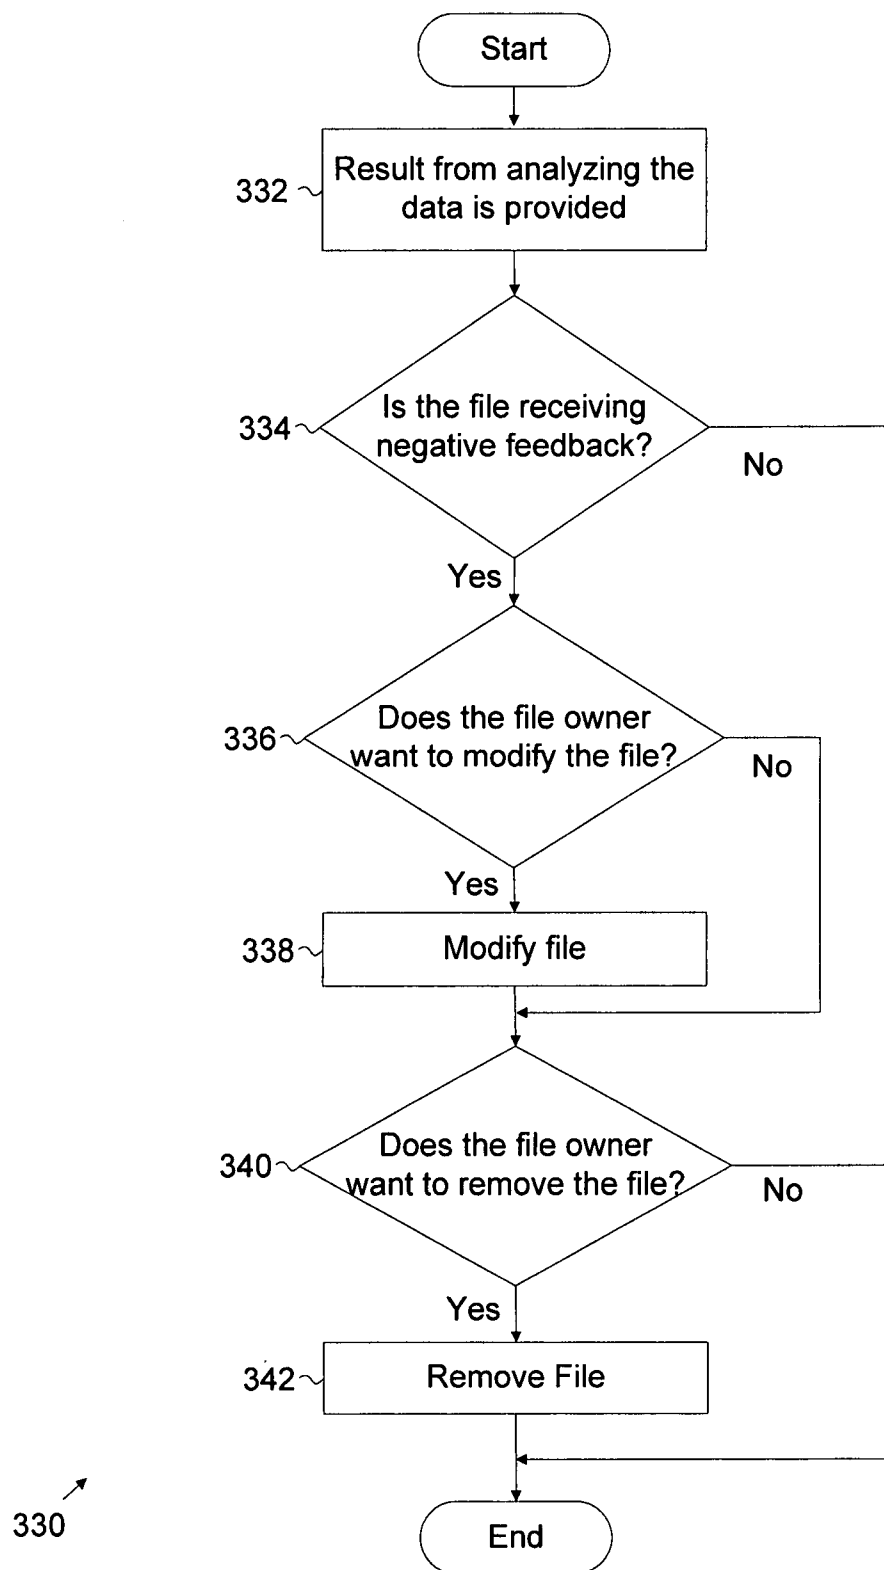 Start
332
Result from analyzing the
data is provided
334
Is the file receiving
negative feedback?
No
Yes
336
Does the file owner
want to modify the file?
No
Yes
338
Modify file
340
Does the file owner
want to remove the file?
No
Yes
342
Remove File
330
End